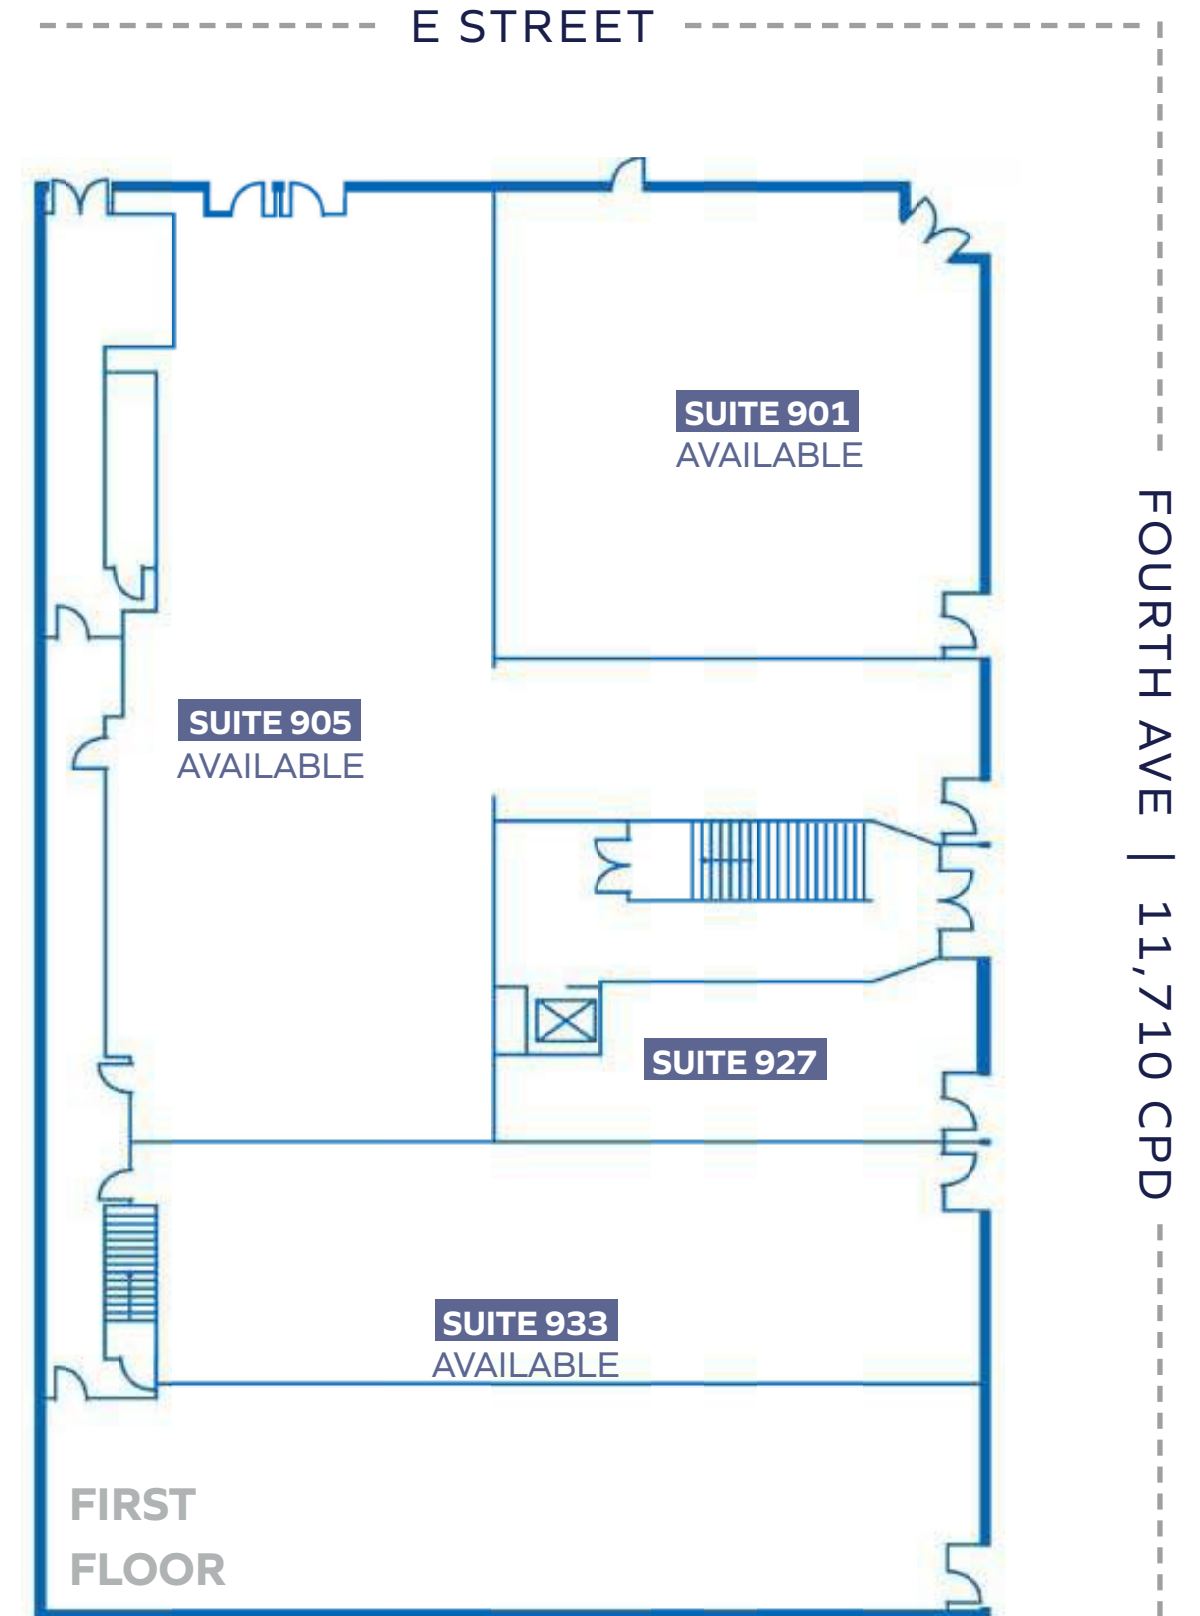 E STREET
SUITE 901
AVAILABLE
FOURTH AVE | 11,710 CPD
SUITE 905
AVAILABLE
SUITE 927
SUITE 933
AVAILABLE
FIRST
FLOOR